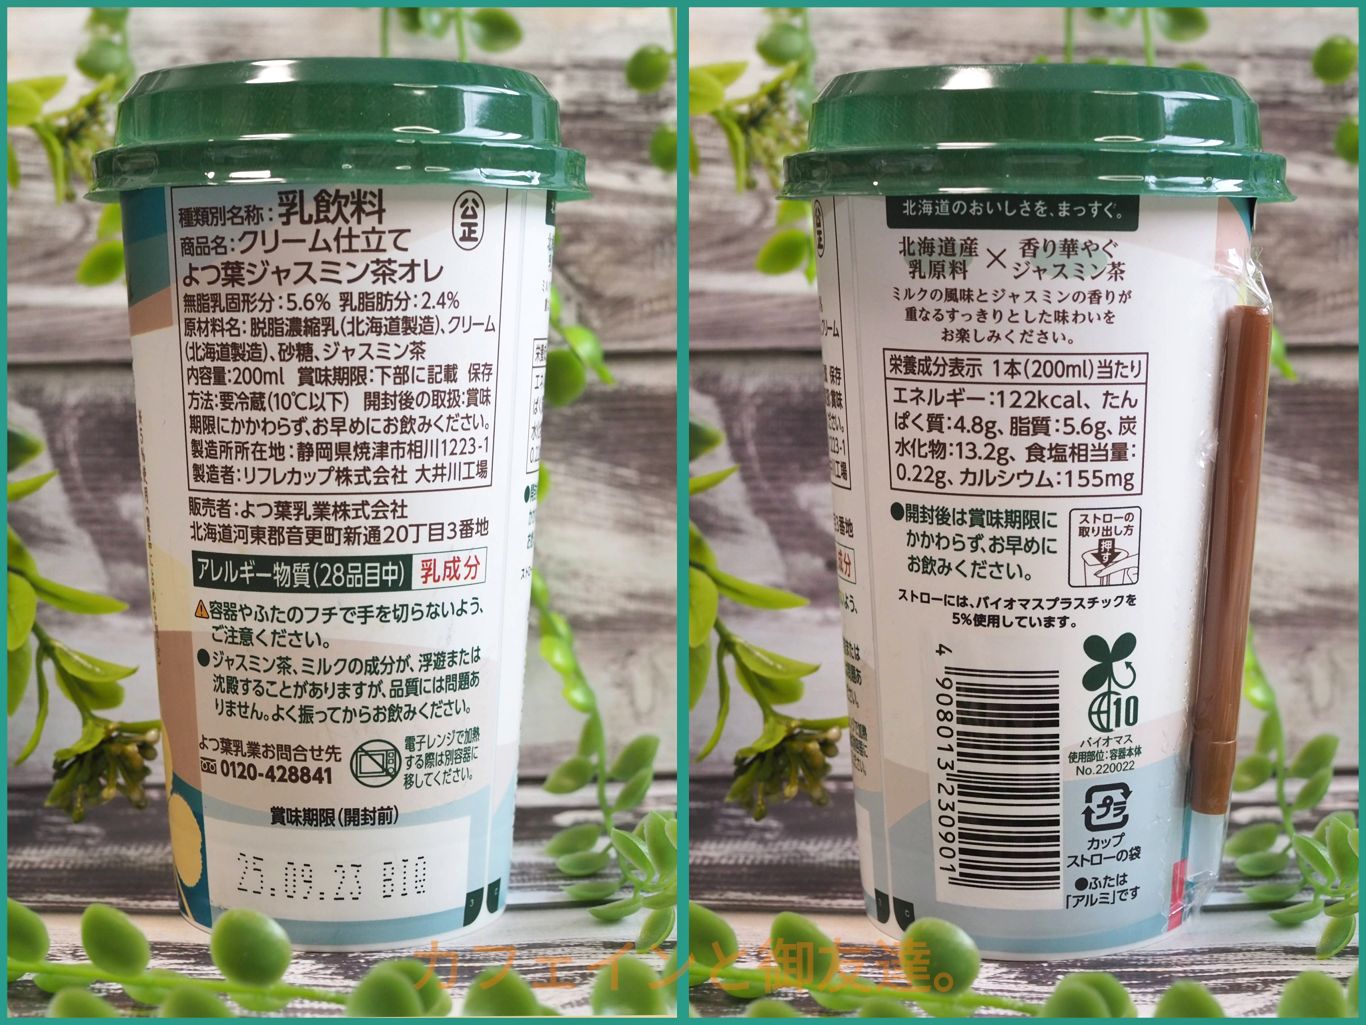 種類別名称：乳飲料
公正
商品名：クリーム仕立て
よつ葉ジャスミン茶オレ
無脂乳固形分：5.6% 乳脂肪分：2.4%
原材料名：脱脂濃縮乳（北海道製造）、クリーム
（北海道製造）、砂糖、ジャスミン茶
内容量：200ml 賞味期限：下部に記載 保存
方法：要冷蔵（10℃以下） 開封後の取扱：賞味
期限にかかわらず、お早めにお飲みください。
製造所所在地：静岡県焼津市相川1223-1
製造者：リフレカップ株式会社 大井川工場
販売者：よつ葉乳業株式会社
北海道河東郡音更町新通20丁目3番地
アレルギー物質（28品目中） 乳成分
容器やふたのフチで手を切らないよう、
ご注意ください。
●ジャスミン茶、ミルクの成分が、浮遊または
沈殿することがありますが、品質には問題あ
りません。よく振ってからお飲みください。
よつ葉乳業お問合せ先
0120-428841
電子レンジで加熱
する際は別容器に
移してください。
賞味期限（開封前）
25.09.23 BIO
北海道のおいしさを、まっすぐ。
北海道産乳原料×香り華やぐジャスミン茶
ミルクの風味とジャスミンの香りが
重なるすっきりとした味わいを
お楽しみください。
栄養成分表示 1本（200ml）当たり
エネルギー：122kcal、たん
ぱく質：4.8g、脂質：5.6g、炭
水化物：13.2g、食塩相当量：
0.22g、カルシウム：155mg
●開封後は賞味期限に
かかわらず、お早めに
お飲みください。
ストローの
取り出し方
押す
ストローには、バイオマスプラスチックを
5%使用しています。
10
バイオマス
使用部位：容器本体
No.220022
4 908013 230901
プラ
カップ
ストローの袋
●ふたは
「アルミ」です
カフェインと御友達。